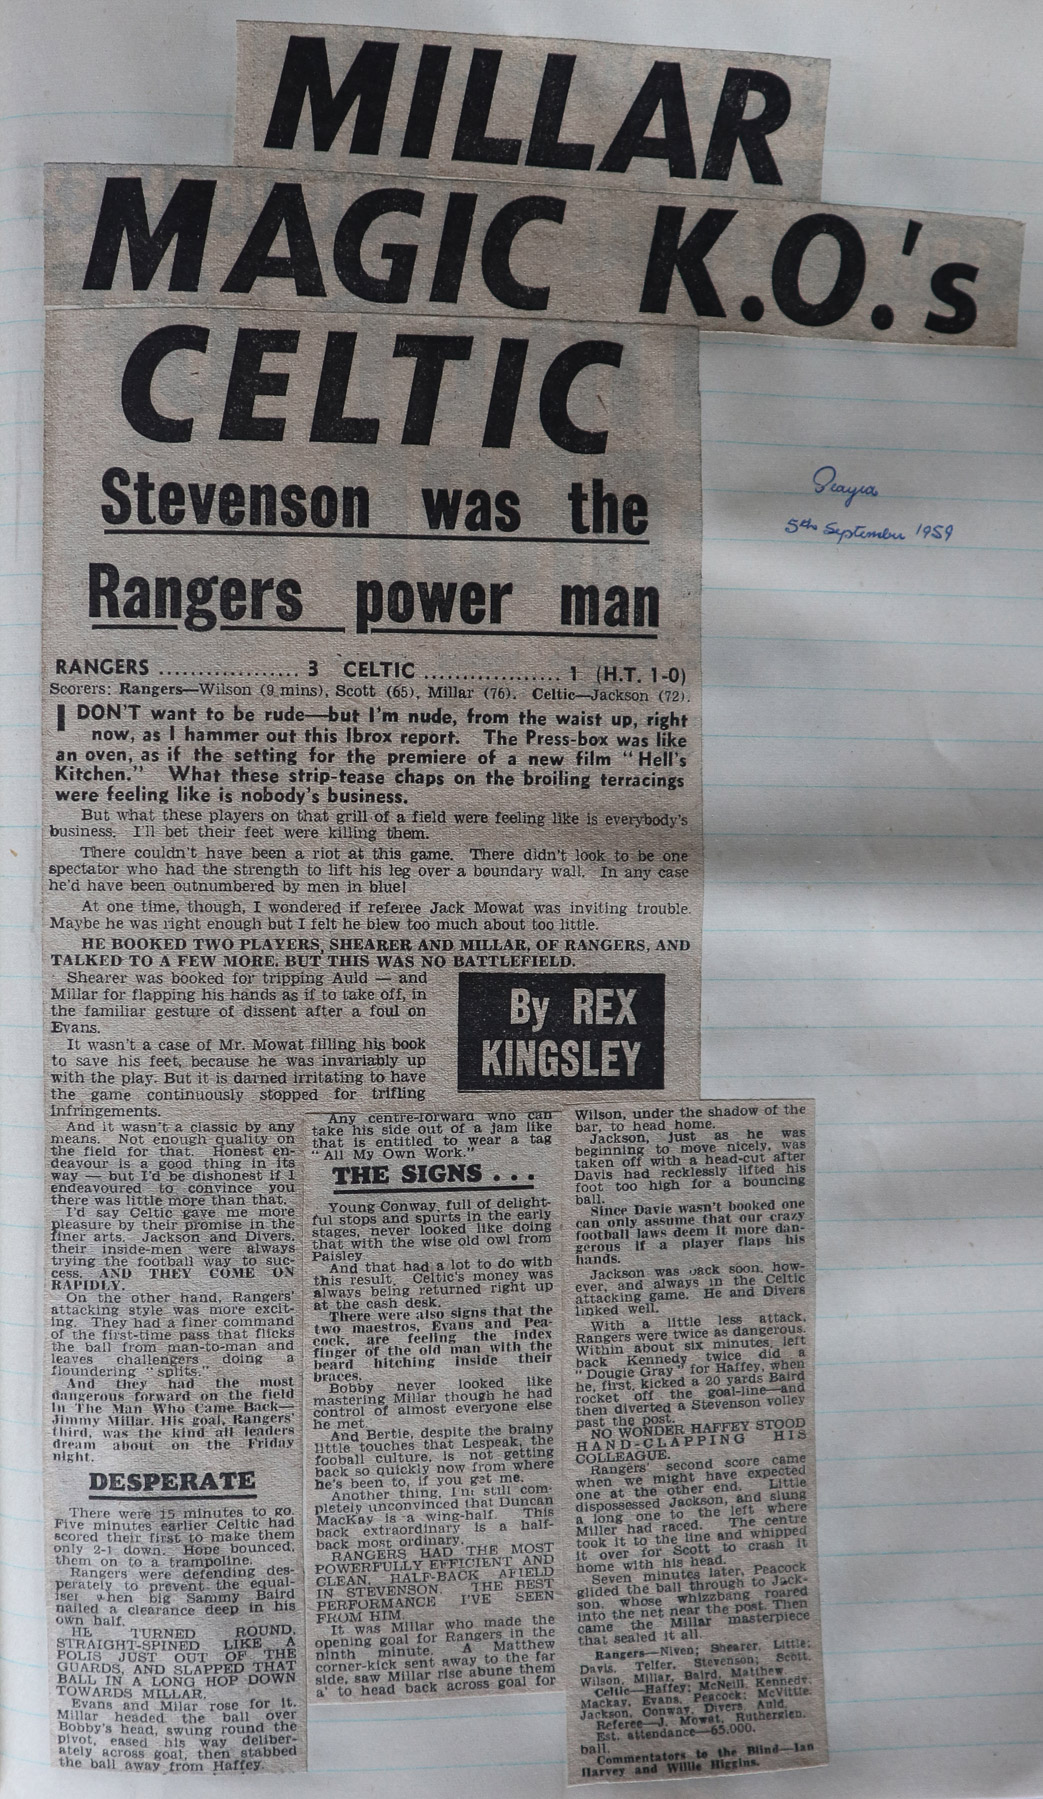 MILLAR
MAGIC K.O.'s
CELTIC
Stevenson was the
Rangers power man
5th September 1959
RANGERS ................ 3 CELTIC ................. 1 (H.T. 1-0)
Scorers: Rangers—Wilson (9 mins), Scott (65), Millar (76). Celtic—Jackson (72).
I DON'T want to be rude—but I'm nude, from the waist up, right
now, as I hammer out this Ibrox report. The Press-box was like
an oven, as if the setting for the premiere of a new film "Hell's
Kitchen." What these strip-tease chaps on the broiling terracings
were feeling like is nobody's business.
But what these players on that grill of a field were feeling like is everybody's
business. I'll bet their feet were killing them.
There couldn't have been a riot at this game. There didn't look to be one
spectator who had the strength to lift his leg over a boundary wall. In any case
he'd have been outnumbered by men in blue!
At one time, though, I wondered if referee Jack Mowat was inviting trouble.
Maybe he was right enough but I felt he blew too much about too little.
HE BOOKED TWO PLAYERS, SHEARER AND MILLAR, OF RANGERS, AND
TALKED TO A FEW MORE. BUT THIS WAS NO BATTLEFIELD.
Shearer was booked for tripping Auld — and
Millar for flapping his hands as if to take off, in
the familiar gesture of dissent after a foul on
Evans.
It wasn't a case of Mr. Mowat filling his book
to save his feet, because he was invariably up
with the play. But it is darned irritating to have
the game continuously stopped for trifling
infringements.
By REX
KINGSLEY
And it wasn't a classic by any
means. Not enough quality on
the field for that. Honest en-
deavour is a good thing in its
way — but I'd be dishonest if I
endeavoured to convince you
there was little more than that.
I'd say Celtic gave me more
pleasure by their promise in the
finer arts. Jackson and Divers,
their inside-men were always
trying the football way to suc-
cess. AND THEY COME ON
RAPIDLY.
On the other hand, Rangers'
attacking style was more excit-
ing. They had a finer command
of the first-time pass that flicks
the ball from man-to-man and
leaves challengers doing a
floundering "splits."
And they had the most
dangerous forward on the field
in The Man Who Came Back—
Jimmy Millar. His goal, Rangers'
third, was the kind all leaders
dream about on the Friday
night.
DESPERATE
There were 15 minutes to go.
Five minutes earlier Celtic had
scored their first to make them
only 2-1 down. Hope bounced,
them on to a trampoline.
Rangers were defending des-
perately to prevent the equal-
iser when big Sammy Baird
nailed a clearance deep in his
own half.
HE TURNED ROUND,
STRAIGHT-SPINED LIKE A
POLIS JUST OUT OF THE
GUARDS, AND SLAPPED THAT
BALL IN A LONG HOP DOWN
TOWARDS MILLAR.
Evans and Milar rose for it.
Millar headed the ball over
Bobby's head, swung round the
pivot, eased his way deliber-
ately across goal, then stabbed
the ball away from Haffey.
Any centre-forward who can
take his side out of a jam like
that is entitled to wear a tag
"All My Own Work."
THE SIGNS . . .
Young Conway, full of delight-
ful stops and spurts in the early
stages, never looked like doing
that with the wise old owl from
Paisley
And that had a lot to do with
this result. Celtic's money was
always being returned right up
at the cash desk.
There were also signs that the
two maestros, Evans and Pea-
cock, are feeling the index
finger of the old man with the
beard hitching inside their
braces.
Bobby never looked like
mastering Millar though he had
control of almost everyone else
he met.
And Bertie, despite the brainy
little touches that Lespeak, the
fooball culture, is not getting
back so quickly now from where
he's been to, if you get me.
Another thing. I'm still com-
pletely unconvinced that Duncan
MacKay is a wing-half. This
back extraordinary is a half-
back most ordinary.
RANGERS HAD THE MOST
POWERFULLY EFFICIENT AND
CLEAN, HALF-BACK AFIELD
IN STEVENSON. THE BEST
PERFORMANCE I'VE SEEN
FROM HIM.
It was Millar who made the
opening goal for Rangers in the
ninth minute. A Matthew
corner-kick sent away to the far
side, saw Millar rise abune them
a' to head back across goal for
Wilson, under the shadow of the
bar, to head home.
Jackson, just as he was
beginning to move nicely, was
taken off with a head-cut after
Davis had recklessly lifted his
foot too high for a bouncing
ball.
Since Davie wasn't booked one
can only assume that our crazy
football laws deem it more dan-
gerous if a player flaps his
hands.
Jackson was back soon, how-
ever, and always in the Celtic
attacking game. He and Divers
linked well.
With a little less attack,
Rangers were twice as dangerous.
Within about six minutes, left
back Kennedy twice did a
"Dougie Gray" for Haffey, when
he, first, kicked a 20 yards Baird
rocket off the goal-line—and
then diverted a Stevenson volley
past the post.
NO WONDER HAFFEY STOOD
HAND-CLAPPING HIS
COLLEAGUE.
Rangers' second score came
when we might have expected
one at the other end. Little
dispossessed Jackson, and slung
a long one to the left where
Miller had raced. The centre
took it to the line and whipped
it over for Scott to crash it
home with his head.
Seven minutes later, Peacock
glided the ball through to Jack-
son, whose whizzbang roared
into the net near the post. Then
came the Millar masterpiece
that sealed it all.
Rangers—Niven; Shearer, Little;
Davis, Telfer, Stevenson; Scott,
Wilson, Millar, Baird, Matthew.
Celtic—Haffey; McNeill, Kennedy;
Mackay, Evans, Peacock; McVittie,
Jackson, Conway, Divers, Auld.
Referee—J. Mowat, Rutherglen.
Est. attendance—65,000.
ball.
Commentators to the Blind—Ian
Harvey and Willie Higgins.